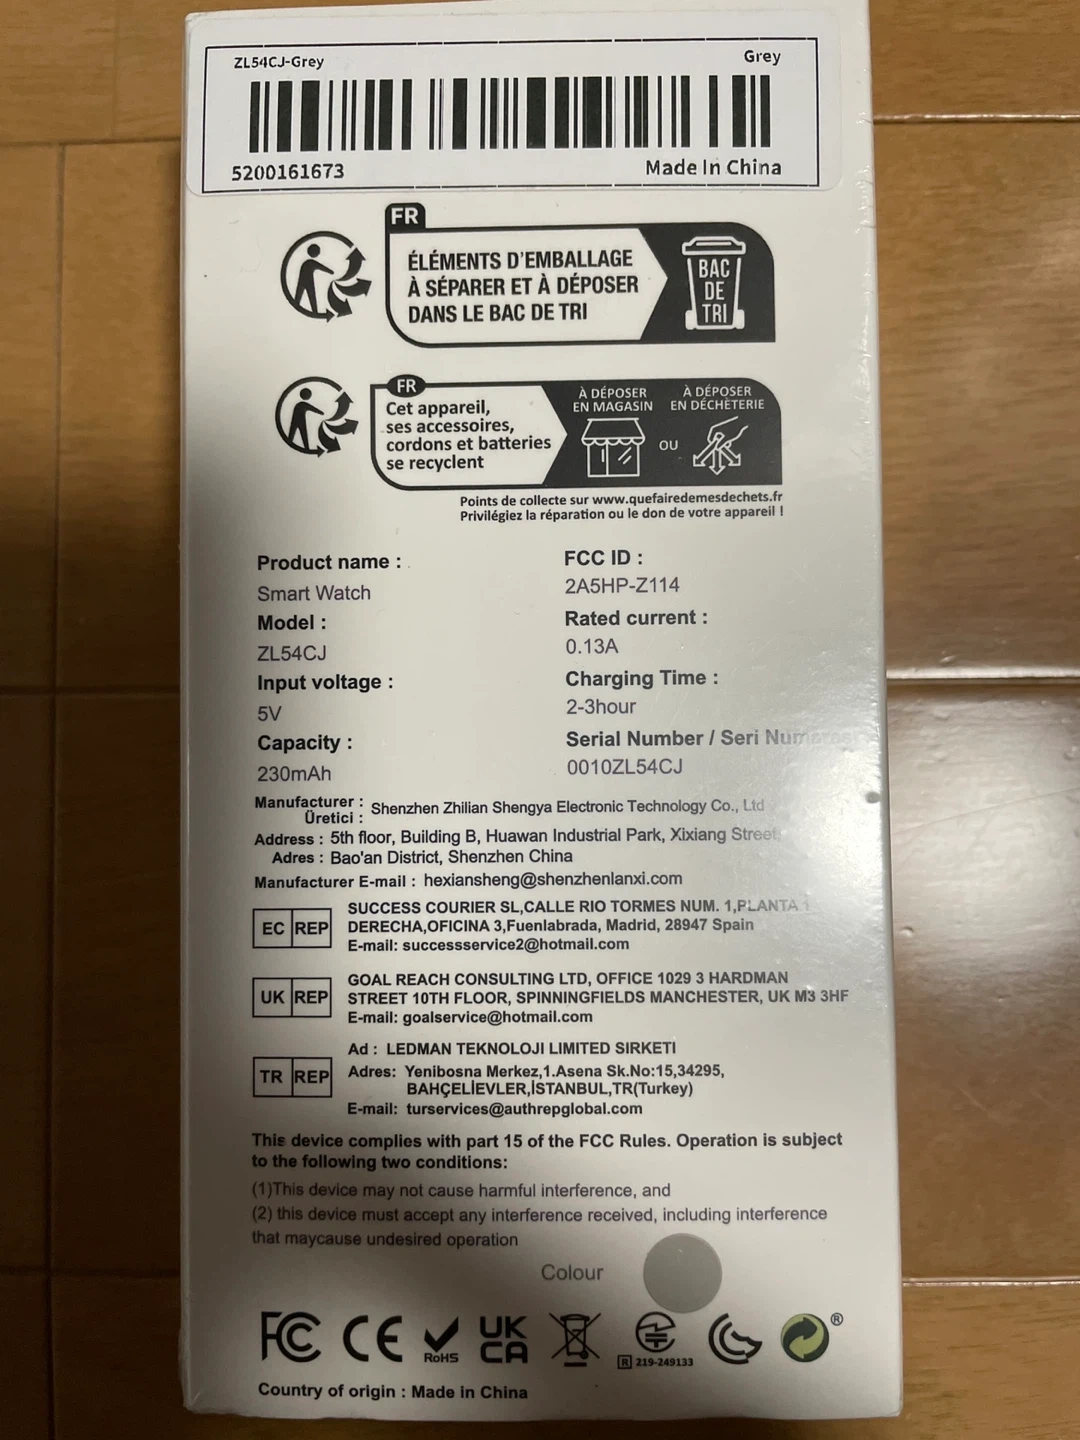 ZL54CJ-Grey
Grey
5200161673
Made In China
FR
ÉLÉMENTS D'EMBALLAGE
À SÉPARER ET À DÉPOSER
DANS LE BAC DE TRI
BAC
DE
TRI
FR
Cet appareil,
ses accessoires,
cordons et batteries
se recyclent
À DÉPOSER
EN MAGASIN
OU
À DÉPOSER
EN DÉCHÈTERIE
Points de collecte sur www.quefairedemesdechets.fr
Privilégiez la réparation ou le don de votre appareil !
Product name :
Smart Watch
Model :
ZL54CJ
Input voltage :
5V
Capacity :
230mAh
FCC ID :
2A5HP-Z114
Rated current :
0.13A
Charging Time :
2-3hour
Serial Number / Seri
0010ZL54CJ
Manufacturer :
Üretici :
Shenzhen Zhilian Shengya Electronic Technology Co., Ltd
Address : 5th floor, Building B, Huawan Industrial Park, Xixiang Street,
Adres : Bao'an District, Shenzhen China
Manufacturer E-mail : hexiansheng@shenzhenlanxi.com
EC REP
SUCCESS COURIER SL,CALLE RIO TORMES NUM. 1,PLANTA 1
DERECHA,OFICINA 3,Fuenlabrada, Madrid, 28947 Spain
E-mail: successservice2@hotmail.com
UK REP
GOAL REACH CONSULTING LTD, OFFICE 1029 3 HARDMAN
STREET 10TH FLOOR, SPINNINGFIELDS MANCHESTER, UK M3 3HF
E-mail: goalservice@hotmail.com
TR REP
Ad : LEDMAN TEKNOLOJI LIMITED SIRKETI
Adres: Yenibosna Merkez,1.Asena Sk.No:15,34295,
BAHÇELİEVLER,İSTANBUL,TR(Turkey)
E-mail: turservices@authrepglobal.com
This device complies with part 15 of the FCC Rules. Operation is subject
to the following two conditions:
(1)This device may not cause harmful interference, and
(2) this device must accept any interference received, including interference
that maycause undesired operation
Colour
FC CE RoHS UK CA R 219-249133 ®
Country of origin : Made in China